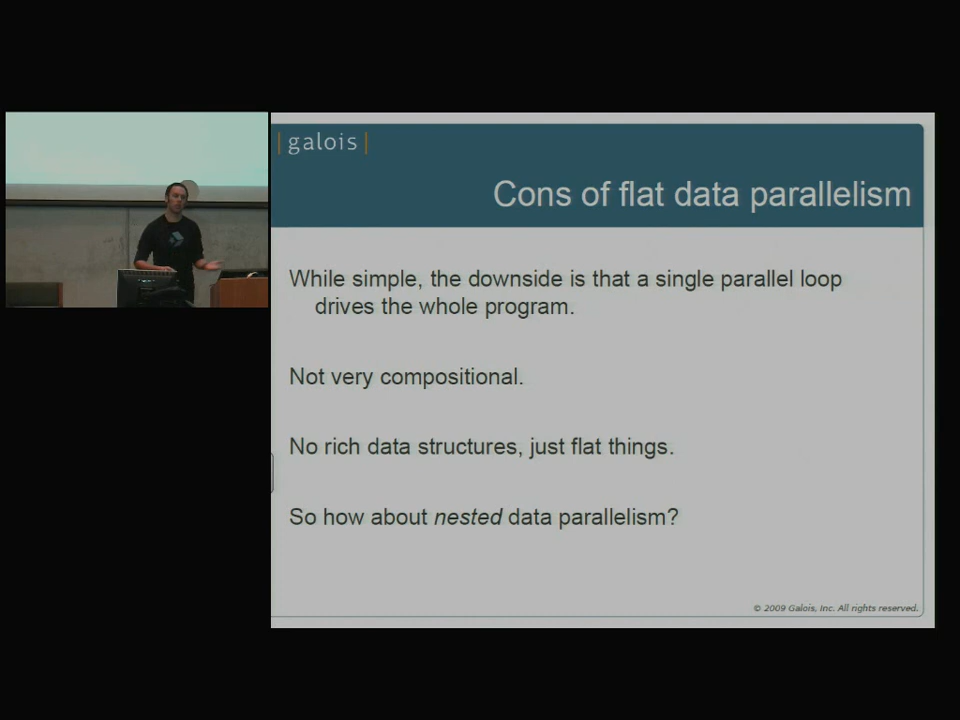 |galois|
Cons of flat data parallelism
While simple, the downside is that a single parallel loop
drives the whole program.
Not very compositional.
No rich data structures, just flat things.
So how about nested data parallelism?
© 2009 Galois, Inc. All rights reserved.